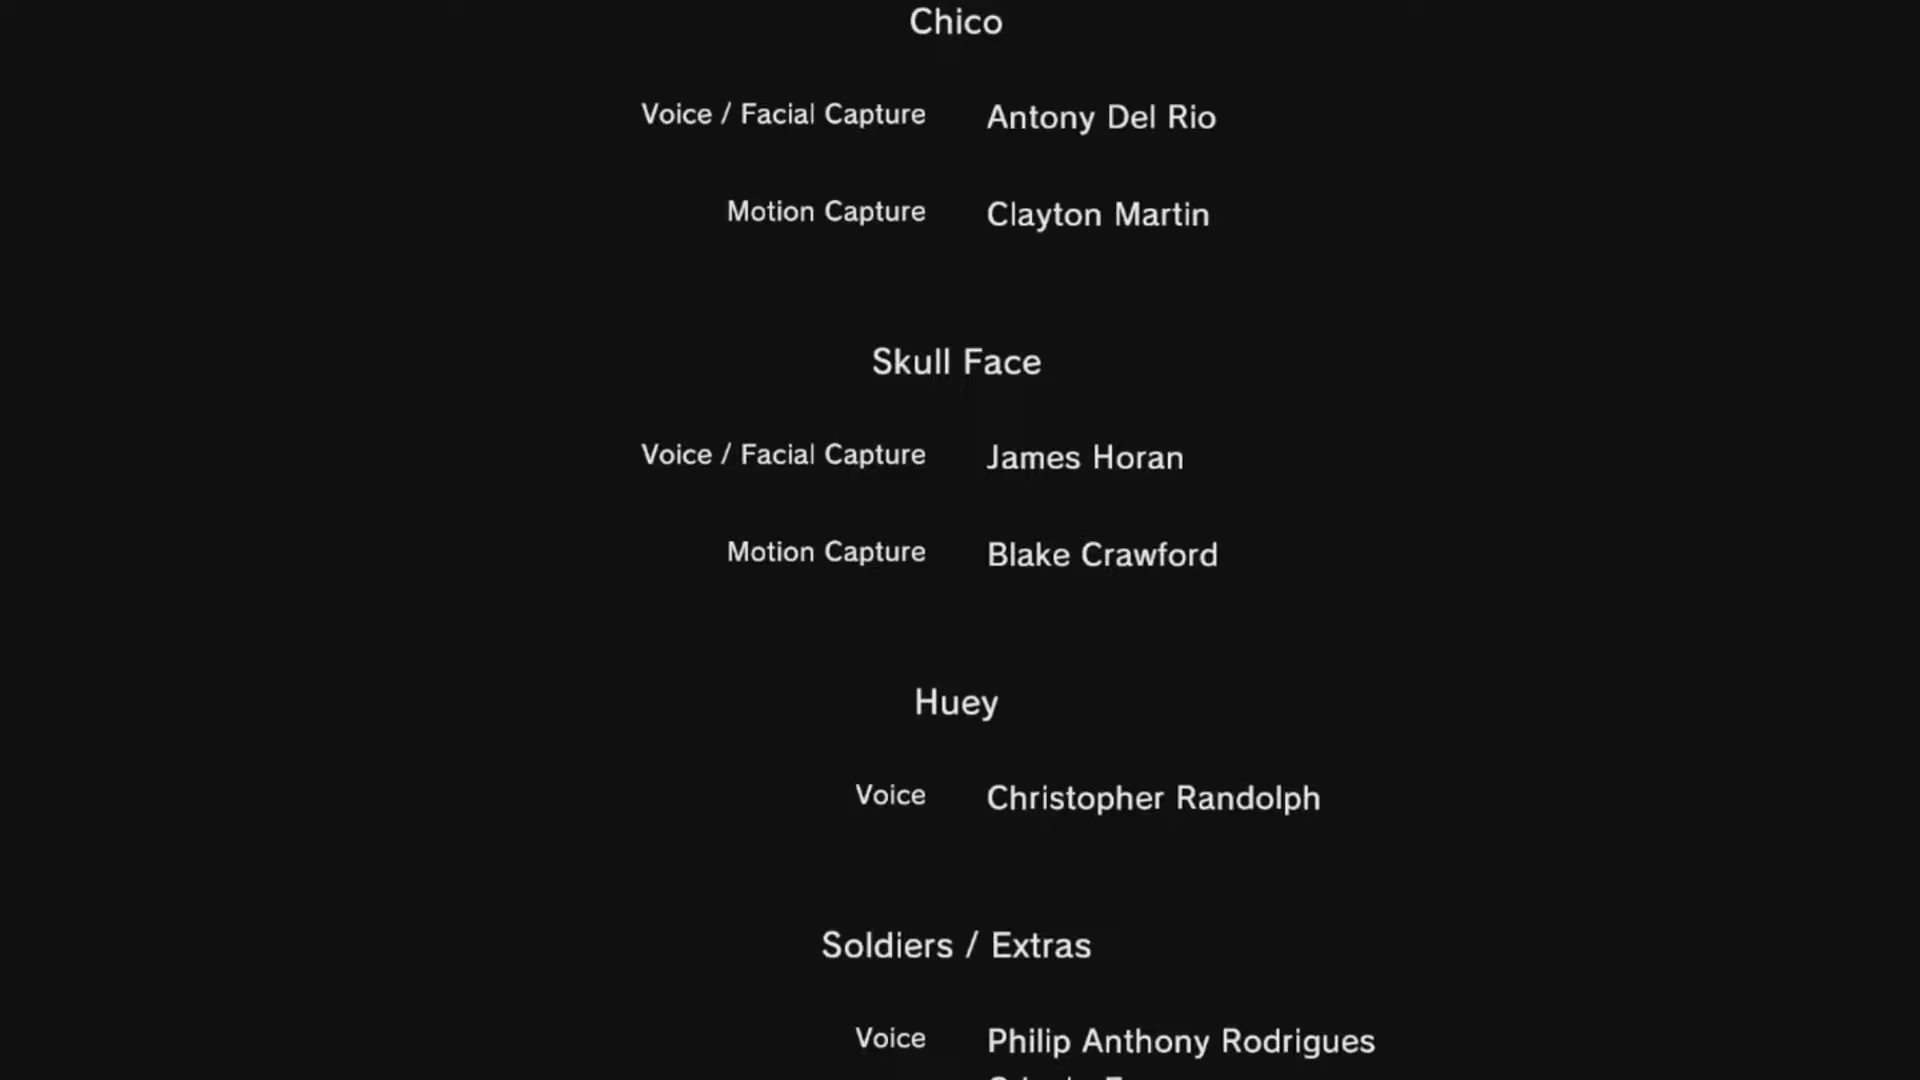 Chico
Voice / Facial Capture Antony Del Rio
Motion Capture Clayton Martin
Skull Face
Voice / Facial Capture James Horan
Motion Capture Blake Crawford
Huey
Voice Christopher Randolph
Soldiers / Extras
Voice Philip Anthony Rodrigues